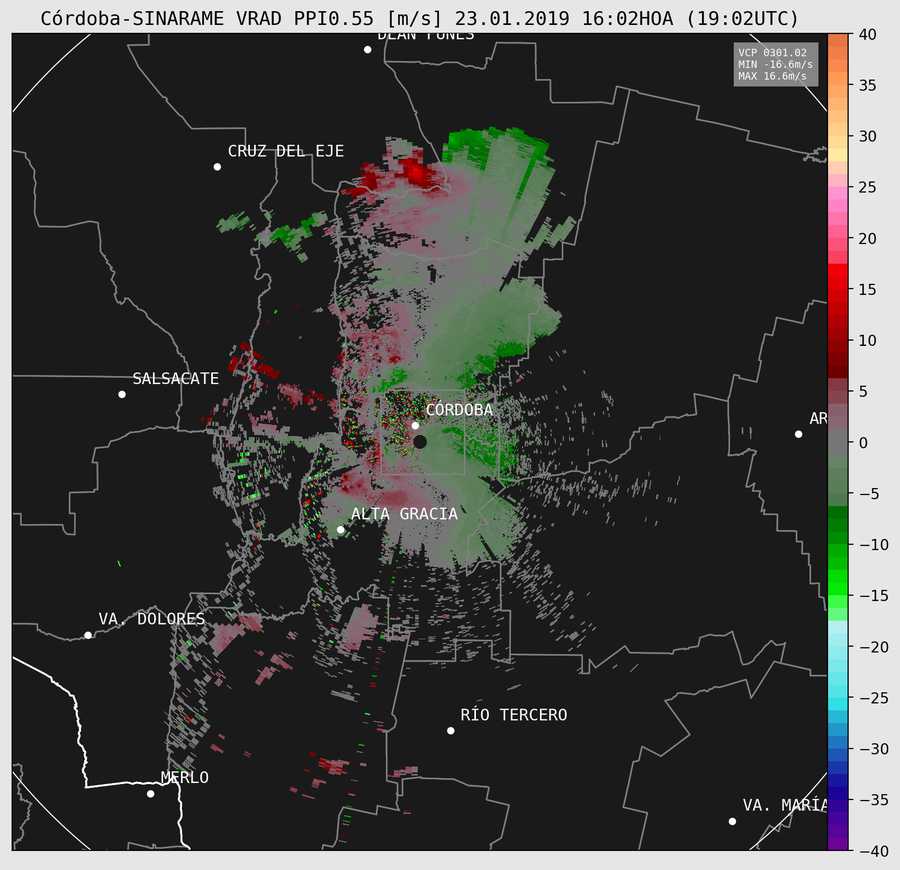 Córdoba-SINARAME VRAD PPI0.55 [m/s] 23.01.2019 16:02HOA (19:02UTC)
DEÁN FUNES
VCP 0301.02
MIN -16.6m/s
MAX 16.6m/s
CRUZ DEL EJE
SALSACATE
CÓRDOBA
AR
ALTA GRACIA
VA. DOLORES
RÍO TERCERO
MERLO
VA. MARÍA
40
35
30
25
20
15
10
5
0
−5
−10
−15
−20
−25
−30
−35
−40